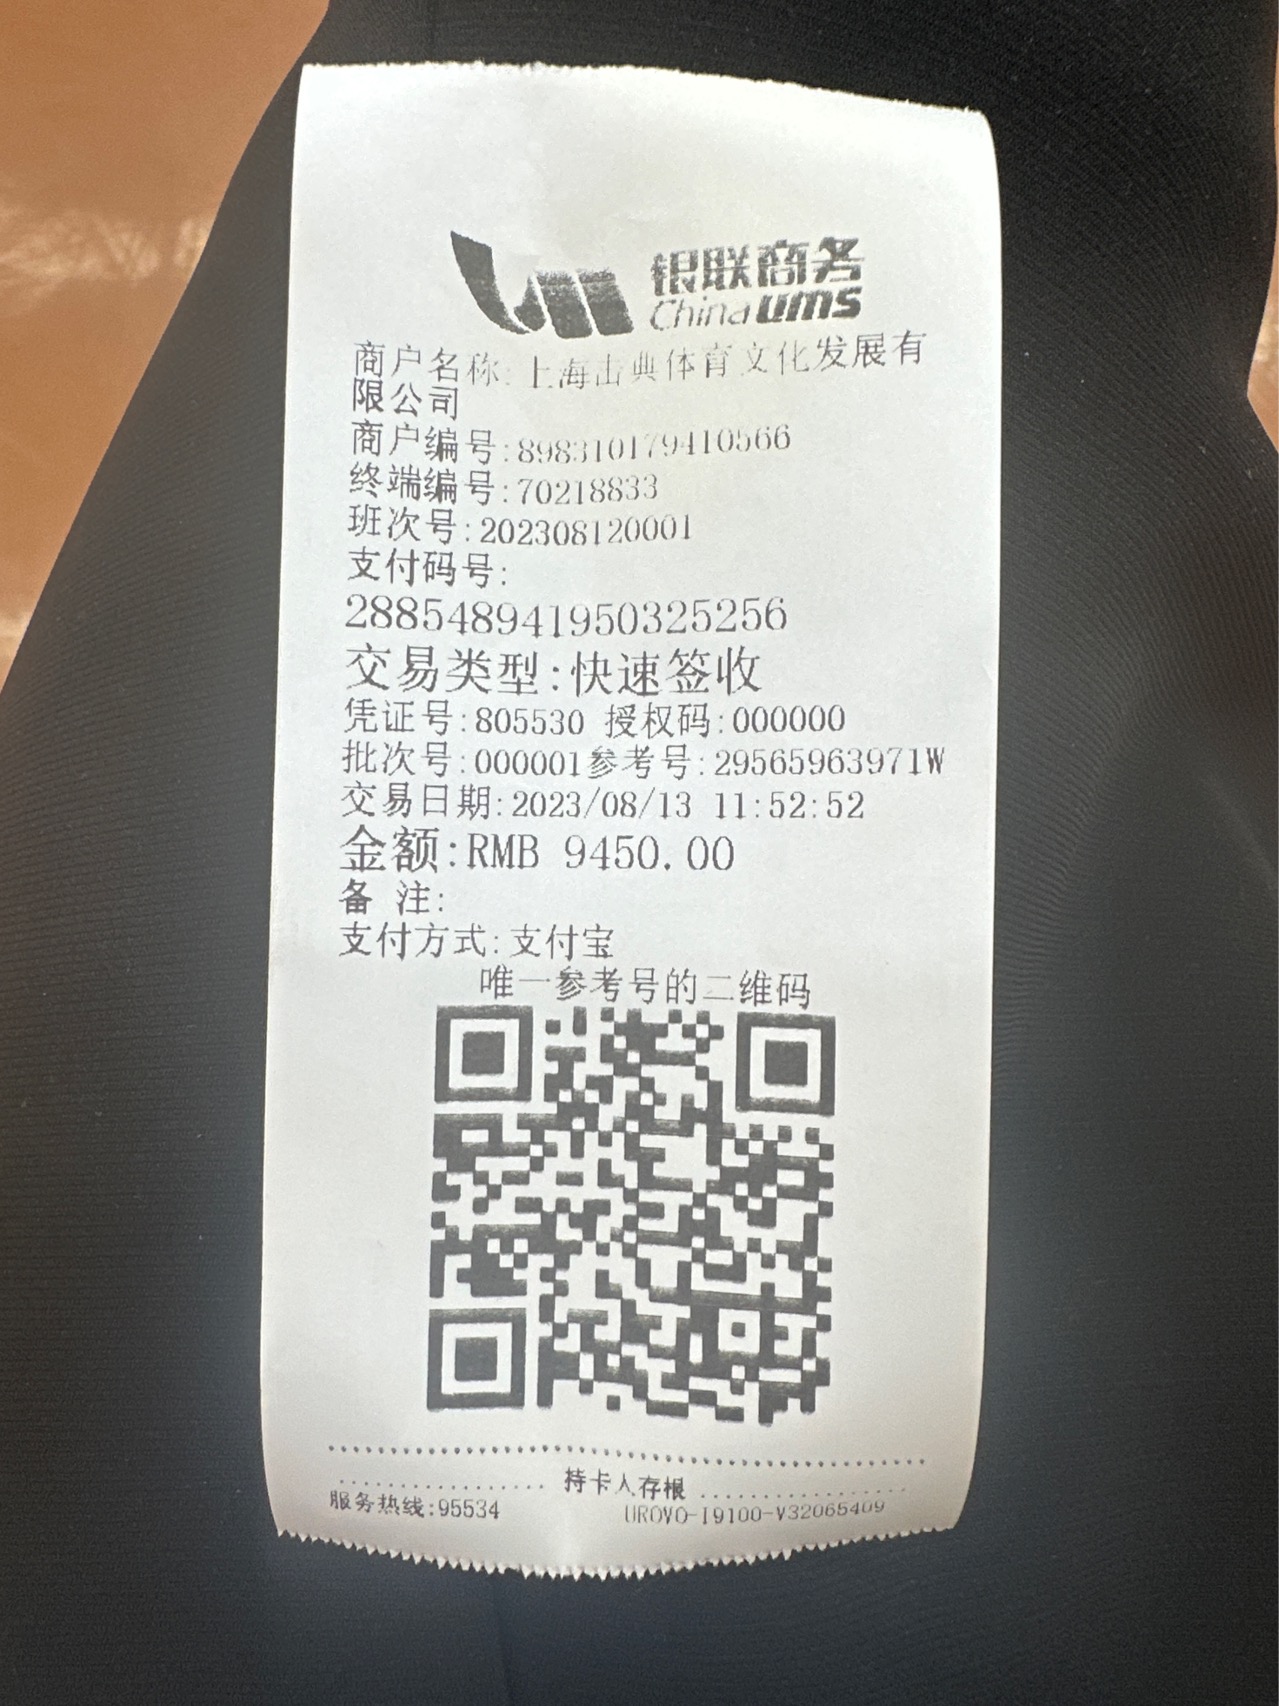 银联商务
China ums
商户名称:上海击典体育文化发展有
限公司
商户编号:898310179410566
终端编号:70218833
班次号:202308120001
支付码号:
288548941950325256
交易类型:快速签收
凭证号:805530 授权码:000000
批次号:000001参考号:29565963971W
交易日期:2023/08/13 11:52:52
金额:RMB 9450.00
备 注:
支付方式:支付宝
唯一参考号的二维码
持卡人存根
服务热线:95534 UROVO-I9100-V32065409